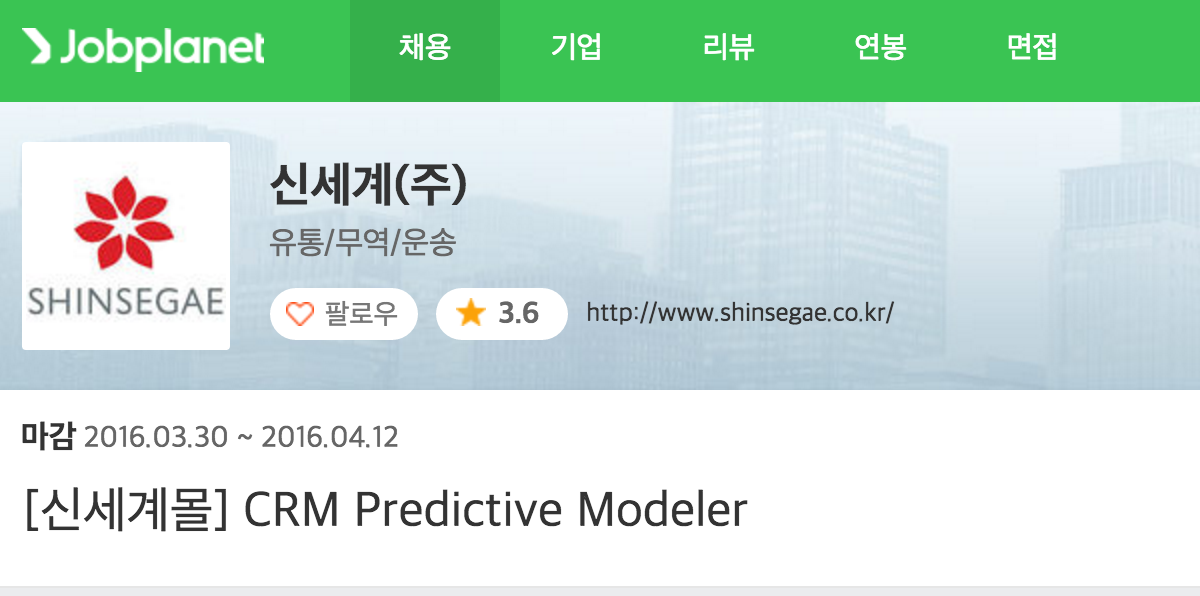 Jobplanet 채용 기업 리뷰 연봉 면접
신세계(주)
유통/무역/운송
SHINSEGAE
팔로우 3.6 http://www.shinsegae.co.kr/
마감 2016.03.30 ~ 2016.04.12
[신세계몰] CRM Predictive Modeler